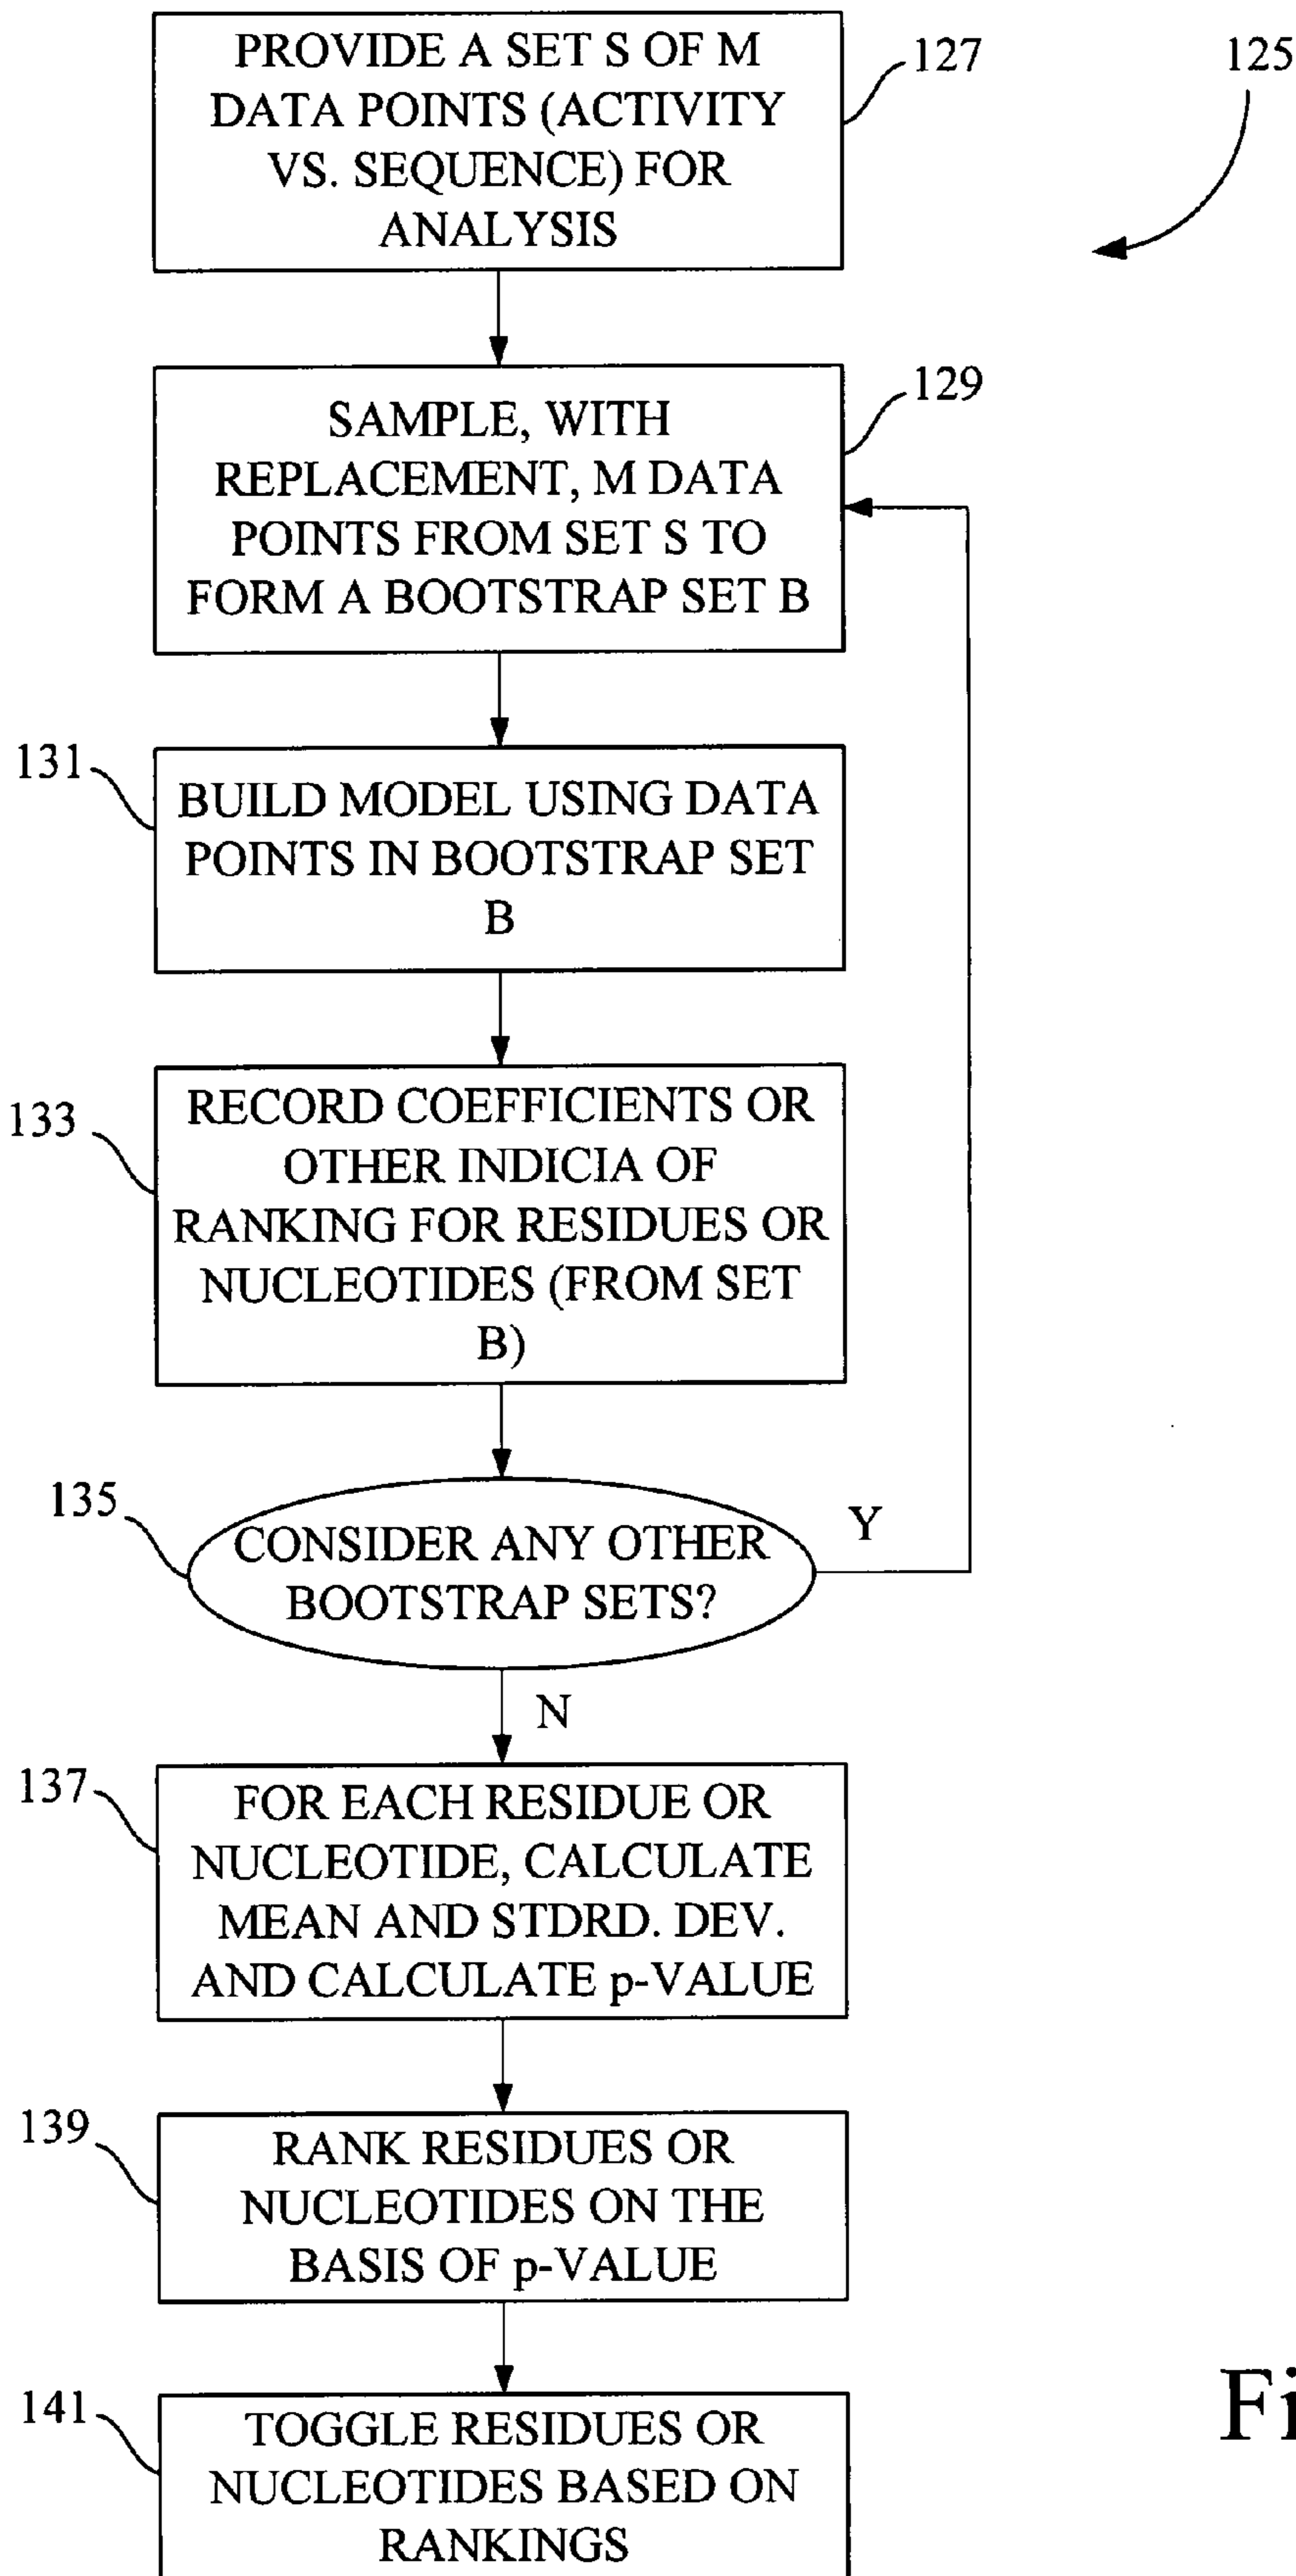 PROVIDE A SET S OF M
DATA POINTS (ACTIVITY
VS. SEQUENCE) FOR
ANALYSIS
127
125
SAMPLE, WITH
REPLACEMENT, M DATA
POINTS FROM SET S TO
FORM A BOOTSTRAP SET B
129
131
BUILD MODEL USING DATA
POINTS IN BOOTSTRAP SET
B
133
RECORD COEFFICIENTS OR
OTHER INDICIA OF
RANKING FOR RESIDUES OR
NUCLEOTIDES (FROM SET
B)
135
CONSIDER ANY OTHER
BOOTSTRAP SETS?
Y
N
137
FOR EACH RESIDUE OR
NUCLEOTIDE, CALCULATE
MEAN AND STDRD. DEV.
AND CALCULATE p-VALUE
139
RANK RESIDUES OR
NUCLEOTIDES ON THE
BASIS OF p-VALUE
141
TOGGLE RESIDUES OR
NUCLEOTIDES BASED ON
RANKINGS